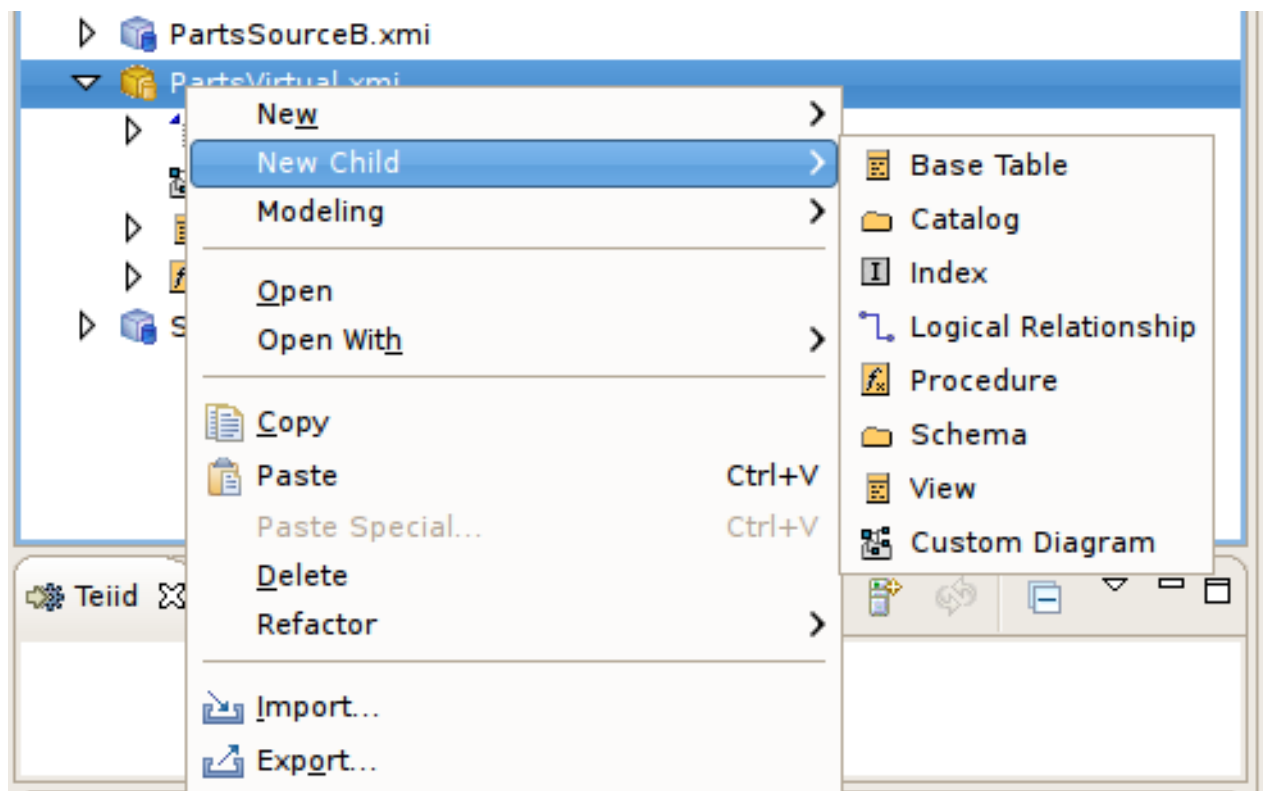 PartsSourceB.xmi
PartsVirtual.xmi
New
New Child
Modeling
Open
Open With
Copy
Paste Ctrl+V
Paste Special... Ctrl+V
Delete
Refactor
Import...
Export...
Base Table
Catalog
Index
Logical Relationship
Procedure
Schema
View
Custom Diagram
S
Teiid